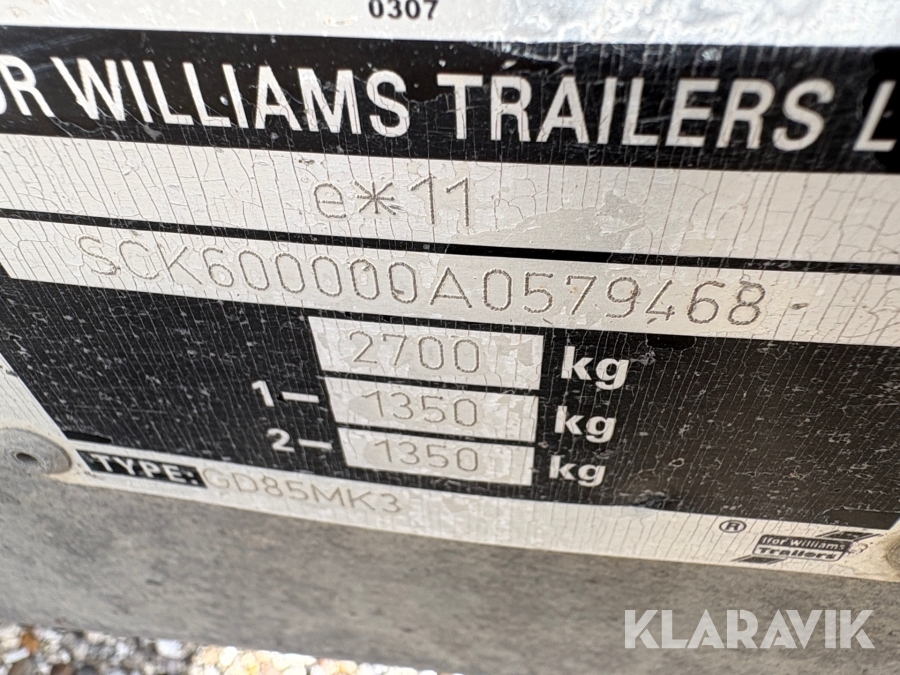 0307
OR WILLIAMS TRAILERS L
e*11
SCK600000A0579468
2700 kg
1- 1350 kg
2- 1350 kg
TYPE: GD85MK3
®
Ifor Williams
Trailers
KLARAVIK